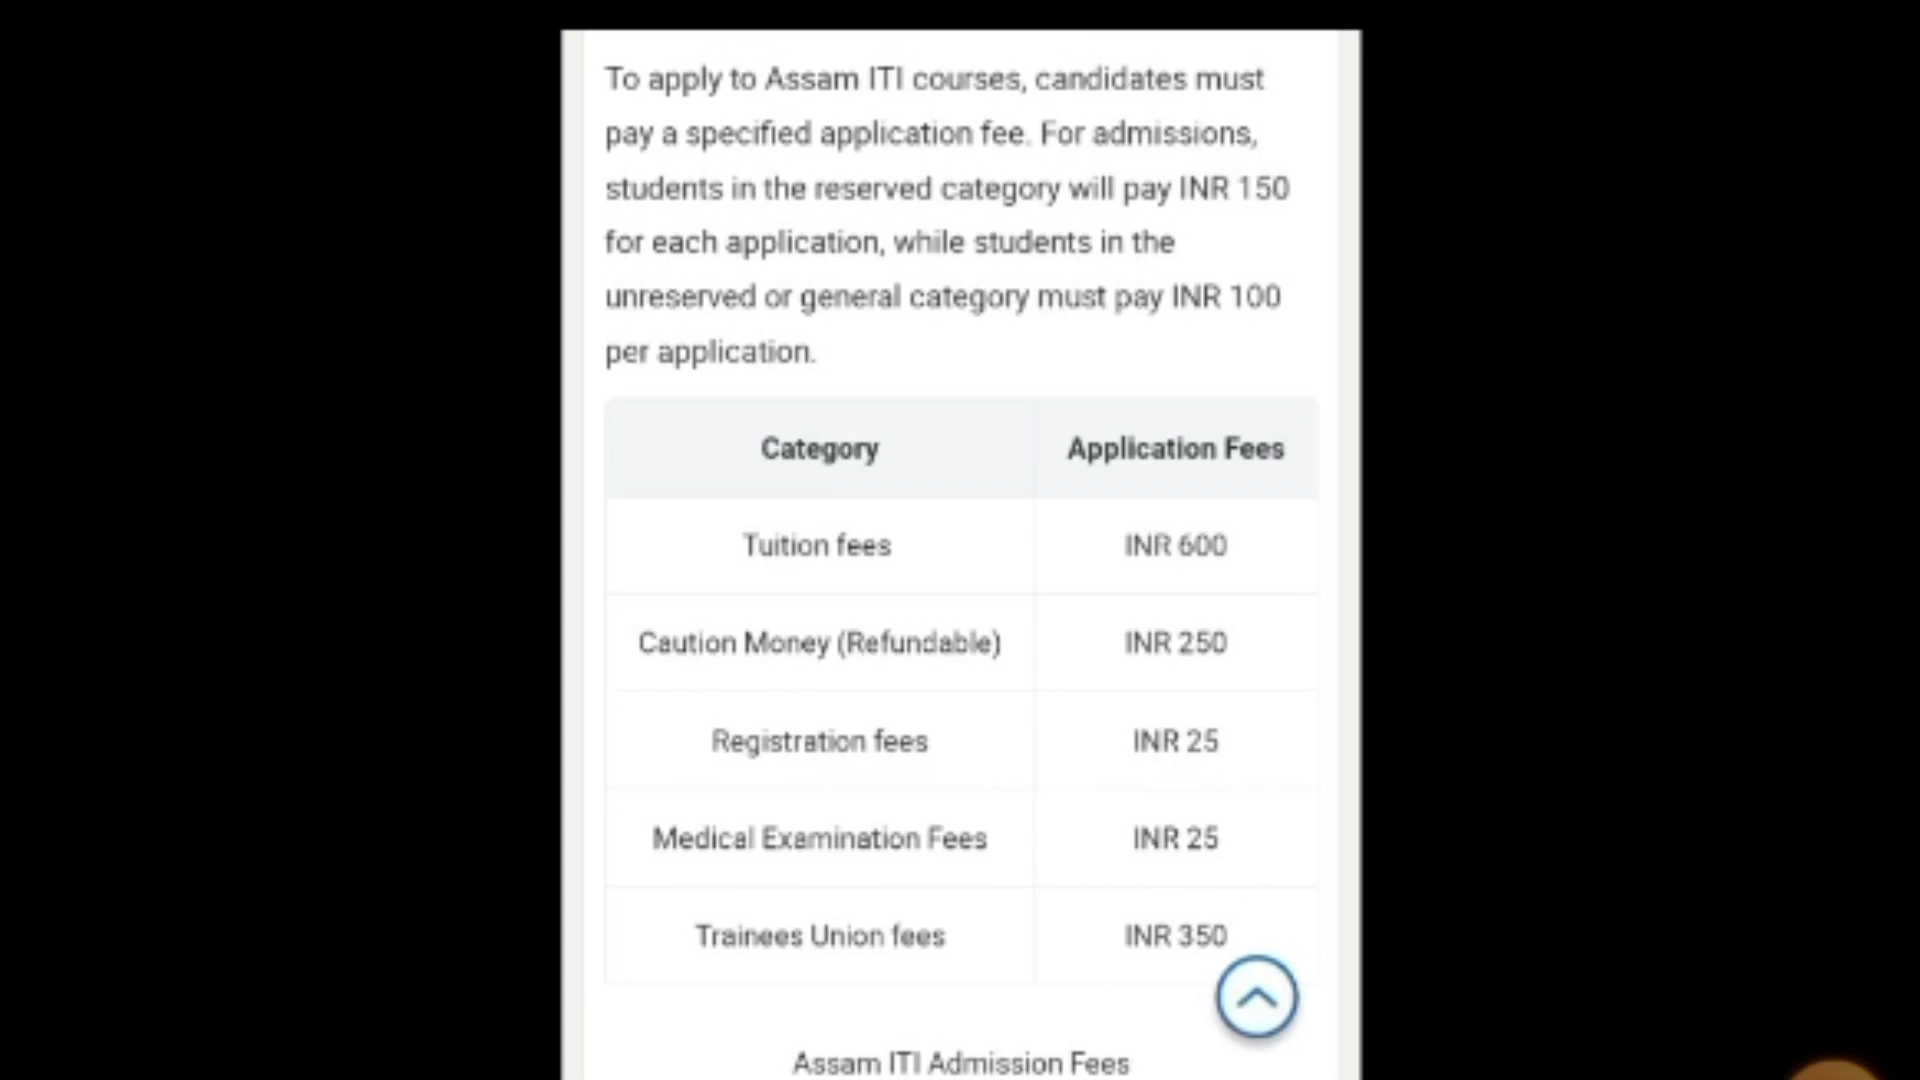 To apply to Assam ITI courses, candidates must
pay a specified application fee. For admissions,
students in the reserved category will pay INR 150
for each application, while students in the
unreserved or general category must pay INR 100
per application.
Category Application Fees
Tuition fees INR 600
Caution Money (Refundable) INR 250
Registration fees INR 25
Medical Examination Fees INR 25
Trainees Union fees INR 350
Assam ITI Admission Fees